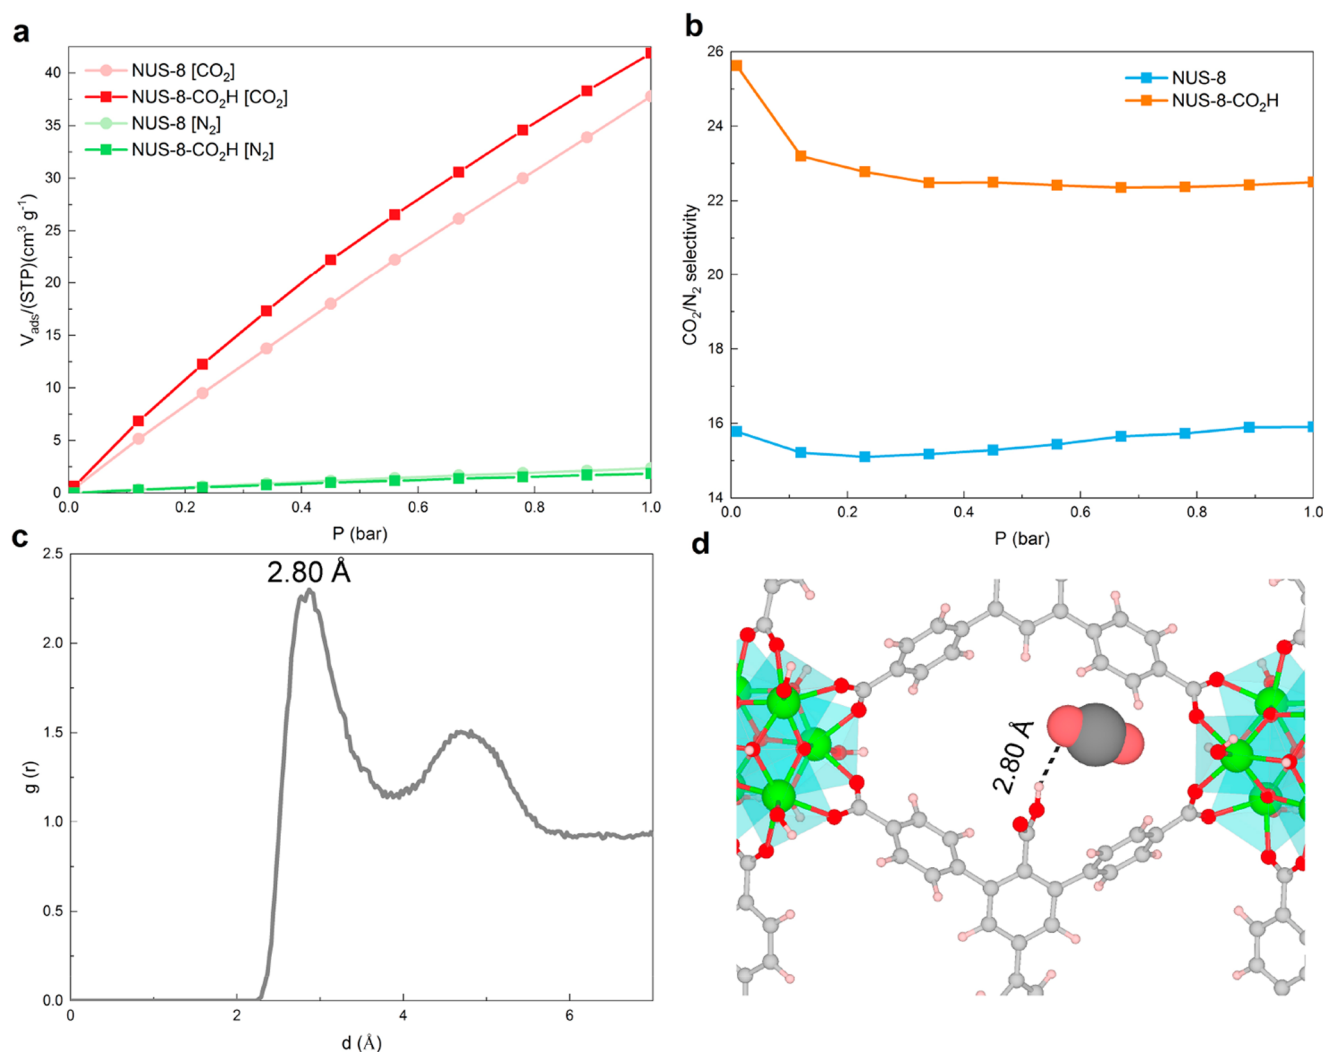 a
NUS-8 [CO₂]
NUS-8-CO₂H [CO₂]
NUS-8 [N₂]
NUS-8-CO₂H [N₂]
40
35
30
25
20
15
10
5
0
V_ads/(STP)(cm³ g⁻¹)
0.0 0.2 0.4 0.6 0.8 1.0
P (bar)
b
NUS-8
NUS-8-CO₂H
26
24
22
20
18
16
14
CO₂/N₂ selectivity
0.0 0.2 0.4 0.6 0.8 1.0
P (bar)
c
2.80 Å
2.5
2.0
1.5
1.0
0.5
0.0
g (r)
0 2 4 6
d (Å)
d
2.80 Å